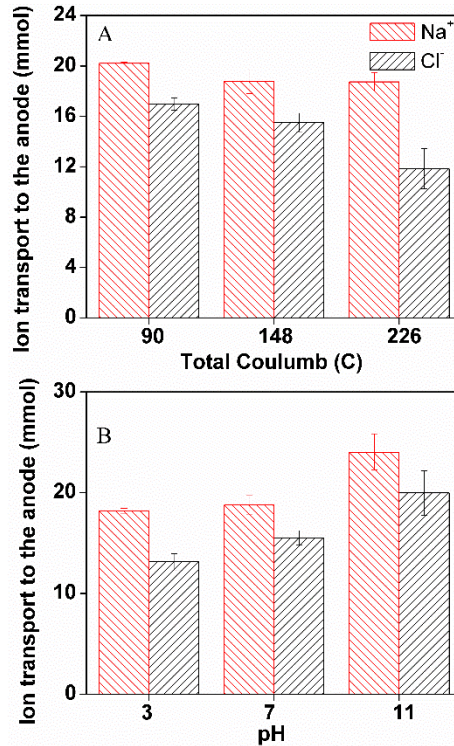 A
Na+
Cl-
Ion transport to the anode (mmol)
24
20
16
12
8
4
0
90 148 226
Total Coulumb (C)
B
Ion transport to the anode (mmol)
30
20
10
0
3 7 11
pH